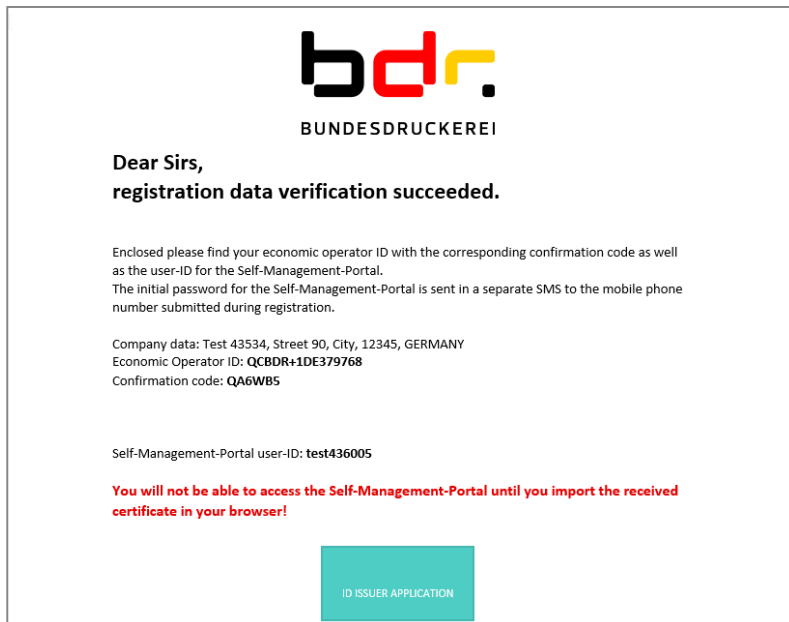 bdr.
BUNDESDRUCKEREI
Dear Sirs,
registration data verification succeeded.
Enclosed please find your economic operator ID with the corresponding confirmation code as well
as the user-ID for the Self-Management-Portal.
The initial password for the Self-Management-Portal is sent in a separate SMS to the mobile phone
number submitted during registration.
Company data: Test 43534, Street 90, City, 12345, GERMANY
Economic Operator ID: QCBDR+1DE379768
Confirmation code: QA6WB5
Self-Management-Portal user-ID: test436005
You will not be able to access the Self-Management-Portal until you import the received
certificate in your browser!
ID ISSUER APPLICATION